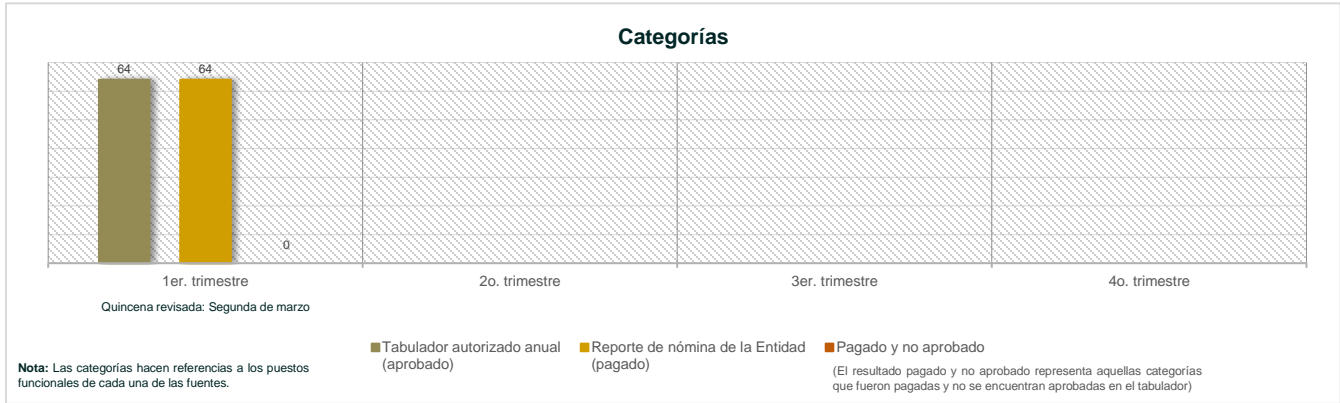 Categorías
64
64
0
1er. trimestre
2o. trimestre
3er. trimestre
4o. trimestre
Quincena revisada: Segunda de marzo
Tabulador autorizado anual
(aprobado)
Reporte de nómina de la Entidad
(pagado)
Pagado y no aprobado
(El resultado pagado y no aprobado representa aquellas categorías
que fueron pagadas y no se encuentran aprobadas en el tabulador)
Nota: Las categorías hacen referencias a los puestos
funcionales de cada una de las fuentes.